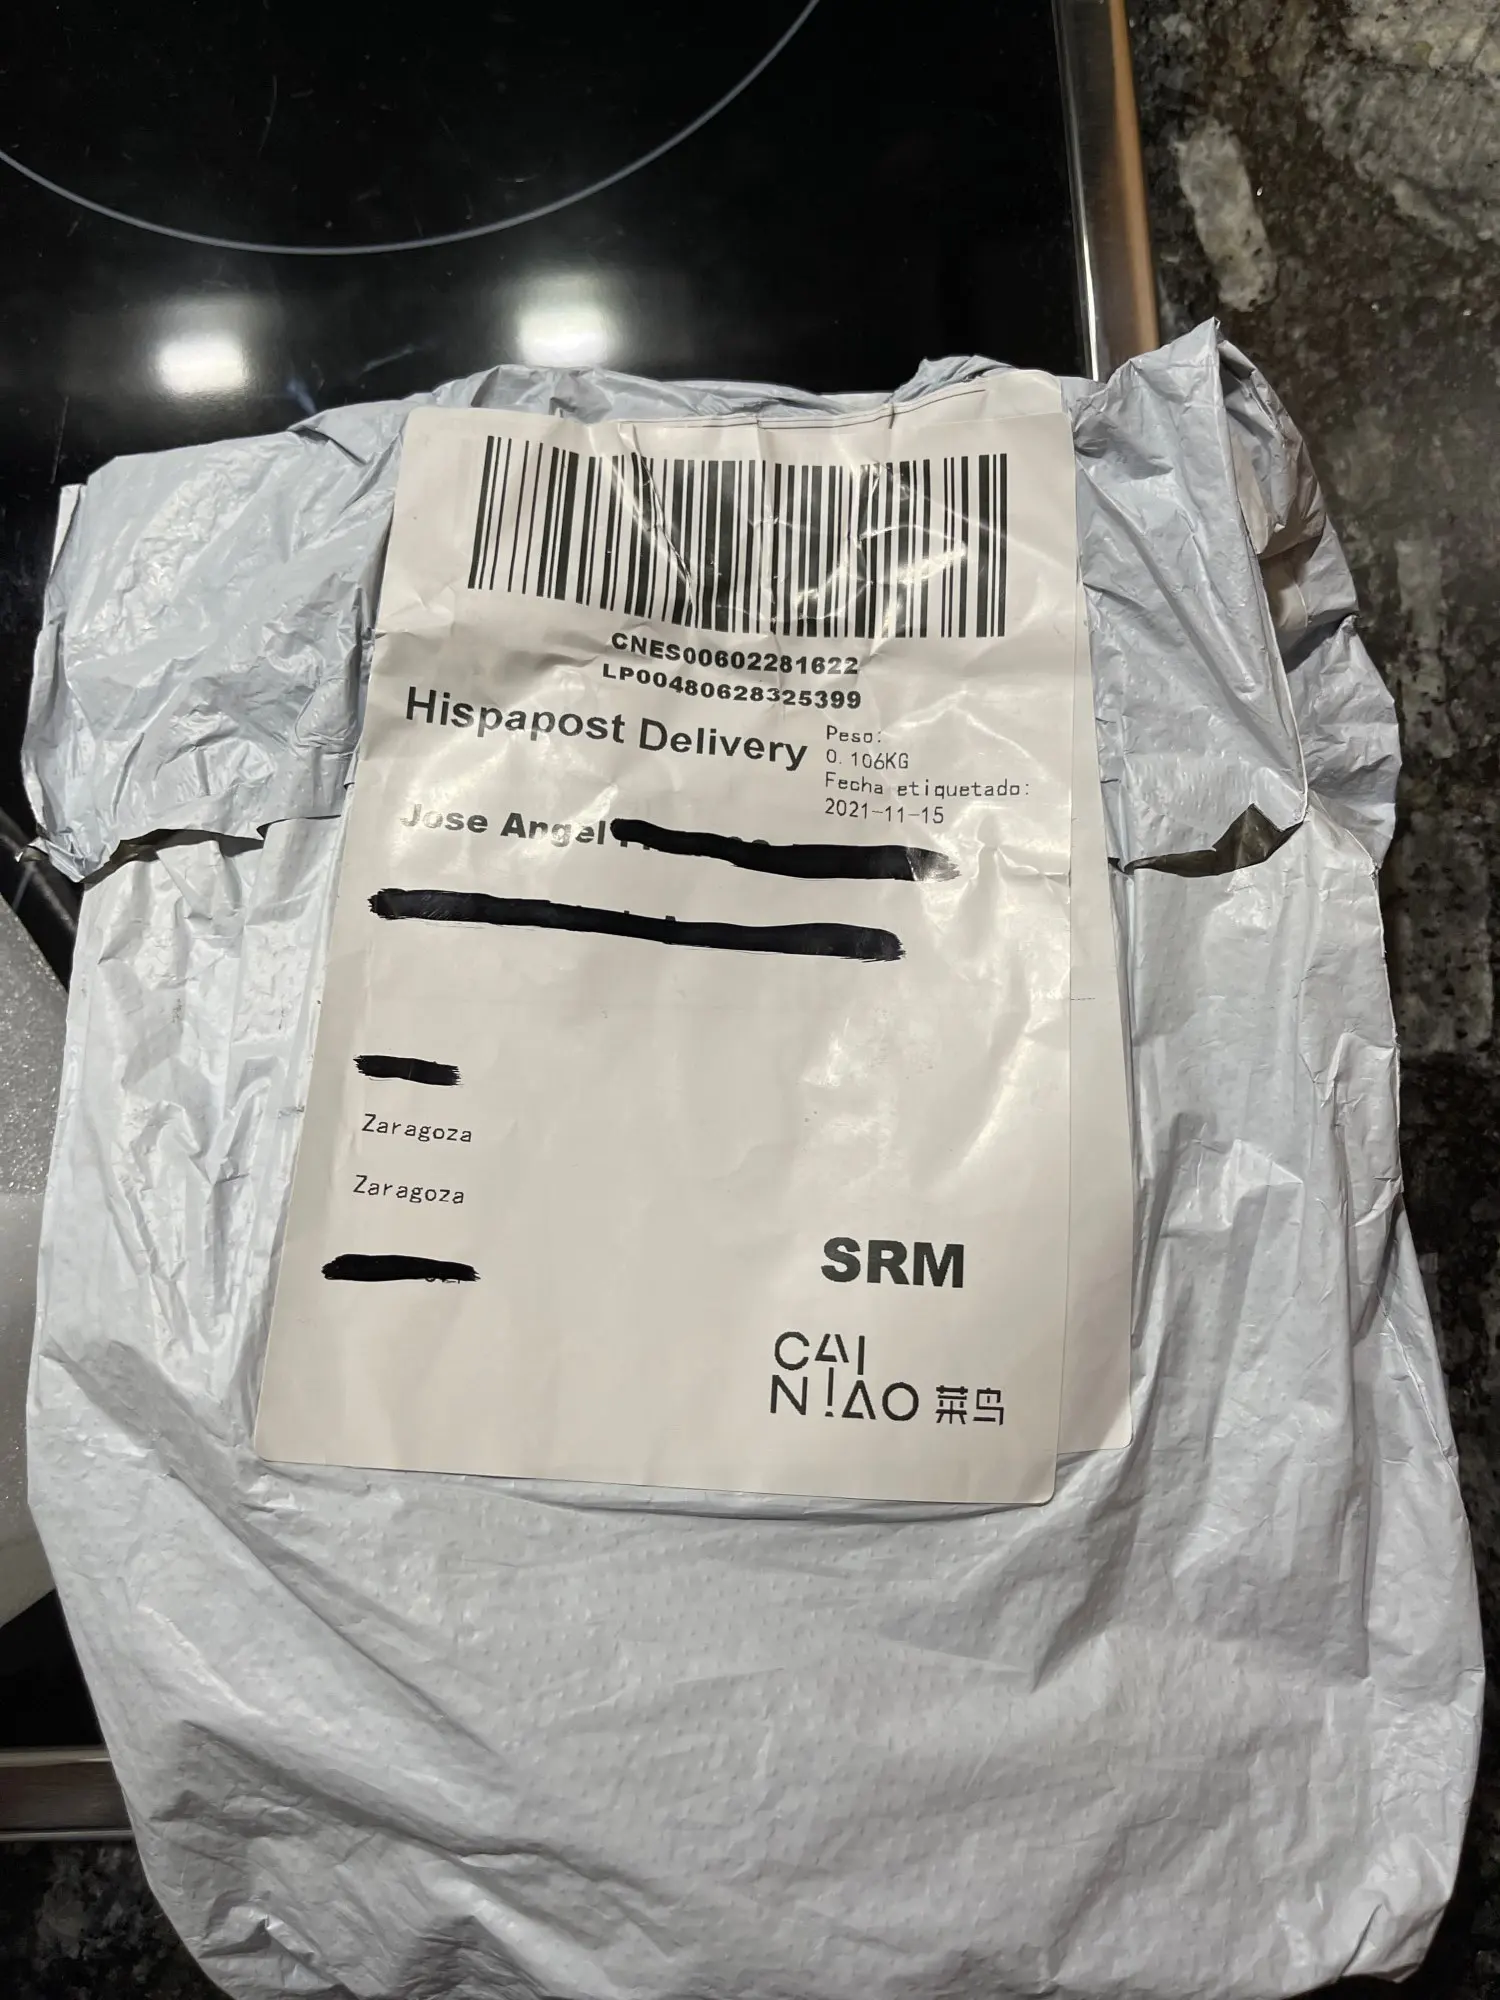 CNES00602281622
LP00480628325399
Hispapost Delivery
Peso:
0.106KG
Fecha etiquetado:
2021-11-15
Jose Angel
Zaragoza
Zaragoza
SRM
CAI
NIAO 菜鸟